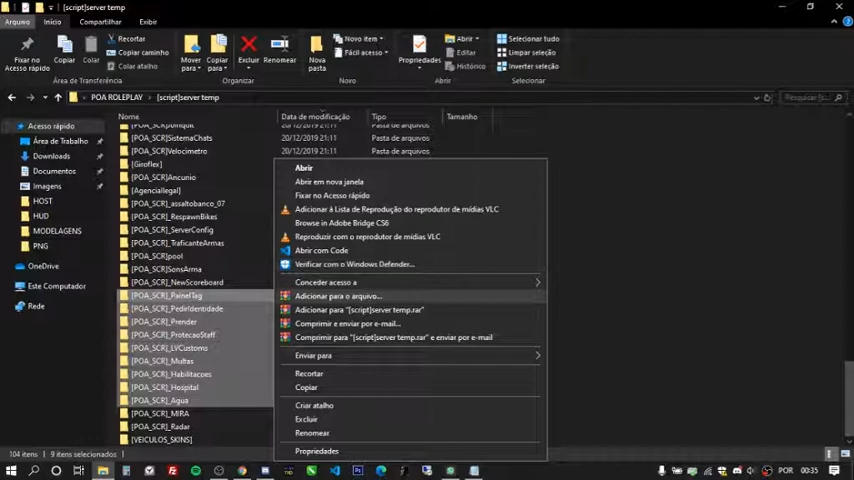 [script]server temp
Arquivo Início Compartilhar Exibir
Fixar no Acesso rápido
Copiar
Colar
Recortar
Copiar caminho
Colar atalho
Área de Transferência
Mover para
Copiar para
Excluir
Renomear
Organizar
Nova pasta
Novo item
Fácil acesso
Novo
Propriedades
Abrir
Editar
Histórico
Abrir
Selecionar tudo
Limpar seleção
Inverter seleção
Selecionar
POA ROLEPLAY [script]server temp
Pesquisar [s...
Acesso rápido
Área de Trabalho
Downloads
Documentos
Imagens
HOST
HUD
MODELAGENS
PNG
OneDrive
Este Computador
Rede
Nome Data de modificação Tipo Tamanho
20/12/2019 21:11 Pasta de arquivos
[POA_SCR]SistemaChats 20/12/2019 21:11 Pasta de arquivos
[POA_SCR]Velocimetro 20/12/2019 21:11 Pasta de arquivos
[Giroflex]
[POA_SCR]Ancunio
[Agenciallegal]
[POA_SCR]_assaltobanco_07
[POA_SCR]_RespawnBikes
[POA_SCR]_ServerConfig
[POA_SCR]_TraficanteArmas
[POA_SCR]pool
[POA_SCR]SonsArma
[POA_SCR]_NewScoreboard
[POA_SCR]_PainelTag
[POA_SCR]_PedirIdentidade
[POA_SCR]_Prender
[POA_SCR]_ProtecaoStaff
[POA_SCR]_LVCustoms
[POA_SCR]_Multas
[POA_SCR]_Habilitacoes
[POA_SCR]_Hospital
[POA_SCR]_Agua
[POA_SCR]_MIRA
[POA_SCR]_Radar
[VEICULOS_SKINS]
Abrir
Abrir em nova janela
Fixar no Acesso rápido
Adicionar à Lista de Reprodução do reprodutor de mídias VLC
Browse in Adobe Bridge CS6
Reproduzir com o reprodutor de mídias VLC
Abrir com Code
Verificar com o Windows Defender...
Conceder acesso a
Adicionar para o arquivo...
Adicionar para "[script]server temp.rar"
Comprimir e enviar por e-mail...
Comprimir para "[script]server temp.rar" e enviar por e-mail
Enviar para
Recortar
Copiar
Criar atalho
Excluir
Renomear
Propriedades
104 itens 9 itens selecionados
POR 00:35